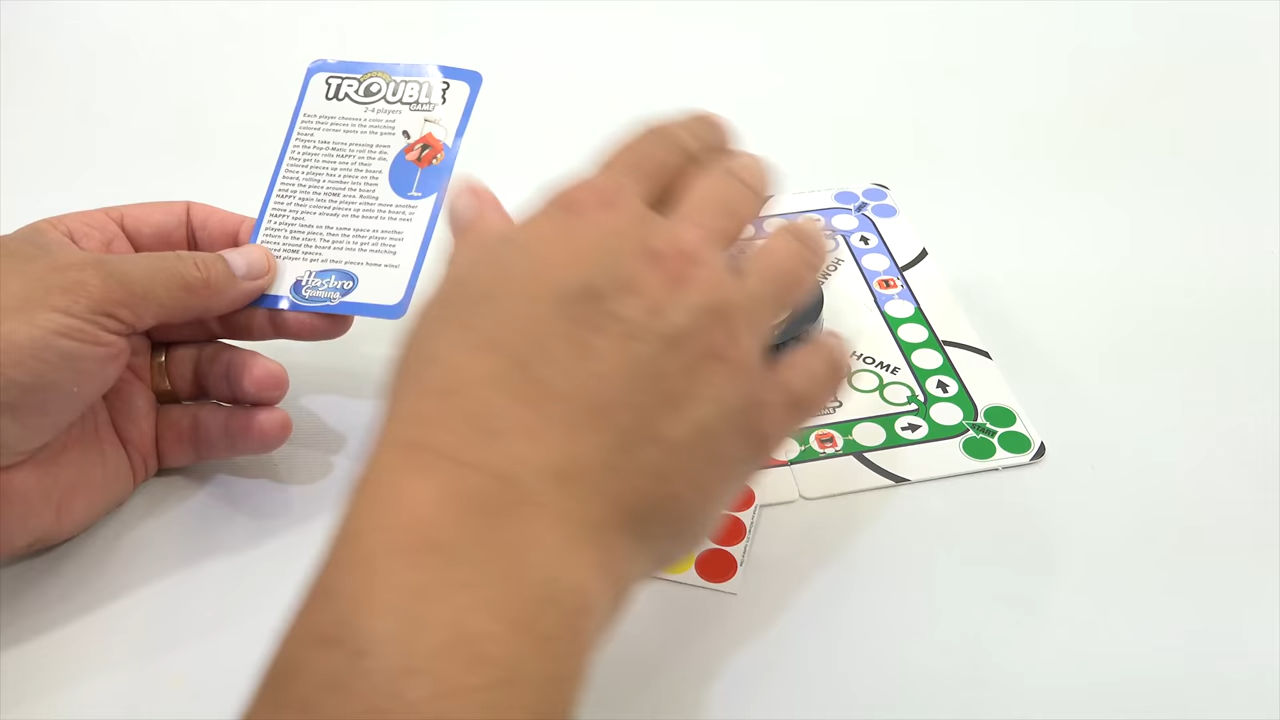 POP-O-MATIC
TROUBLE
GAME
2-4 players
Each player chooses a color and
puts their pieces in the matching
colored corner spots on the game
board.
Players take turns pressing down
on the Pop-O-Matic to roll the die.
If a player rolls HAPPY on the die,
they get to move one of their
colored pieces up onto the board.
Once a player has a piece on the
board, rolling a number lets them
move the piece around the board
and up into the HOME area. Rolling
HAPPY again lets the player either move another
one of their colored pieces up onto the board, or
move any piece already on the board to the next
HAPPY spot.
If a player lands on the same space as another
player's game piece, then the other player must
return to the start. The goal is to get all three
pieces around the board and into the matching
colored HOME spaces.
player to get all their pieces home wins!
Hasbro
Gaming
HOME
HOME
GAME
START